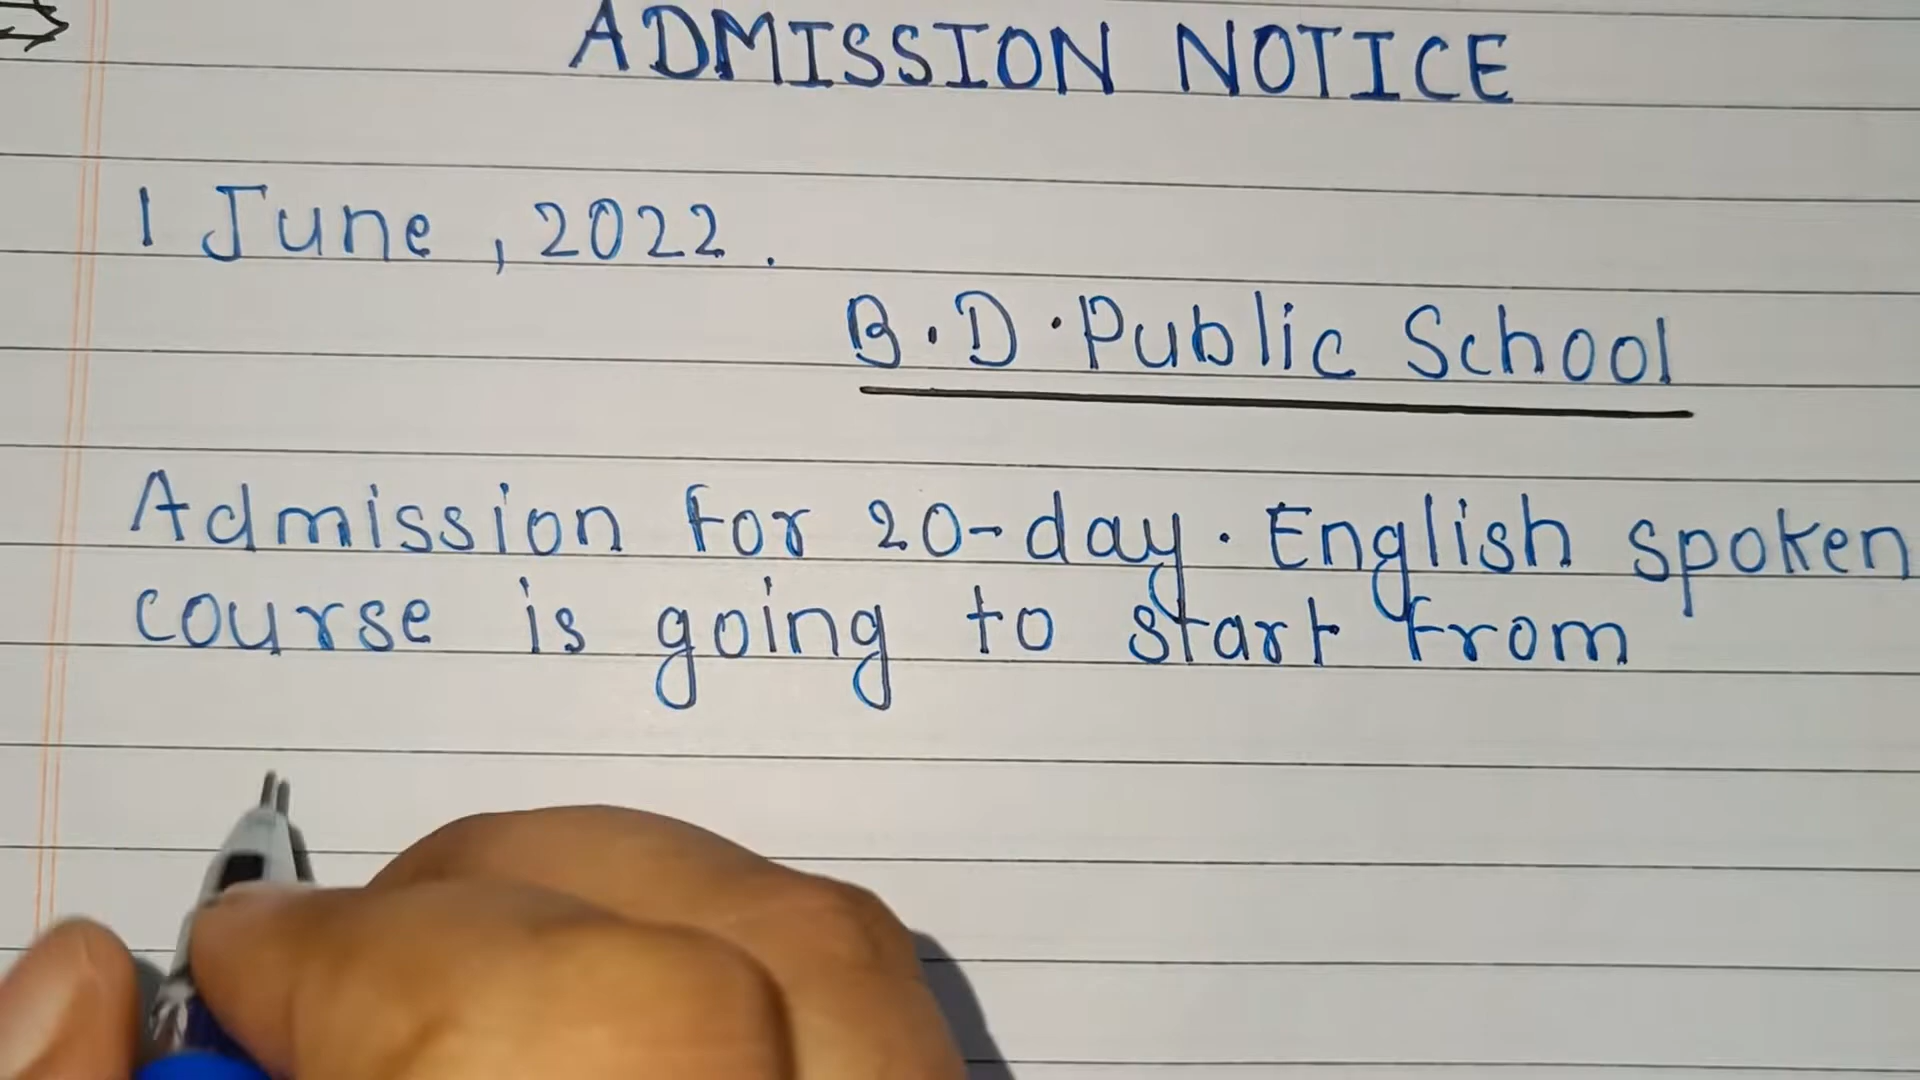 ADMISSION NOTICE
1 June, 2022.
B.D.Public School
Admission for 20-day. English spoken
course is going to start from